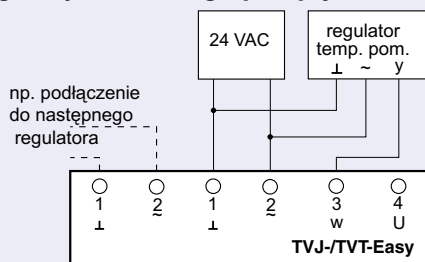 24 VAC
regulator
temp. pom.
⊥ ~ y
np. podłączenie
do następnego
regulatora
1 2 1 2 3 4
⊥ ~ ⊥ ~ w U
TVJ-/TVT-Easy